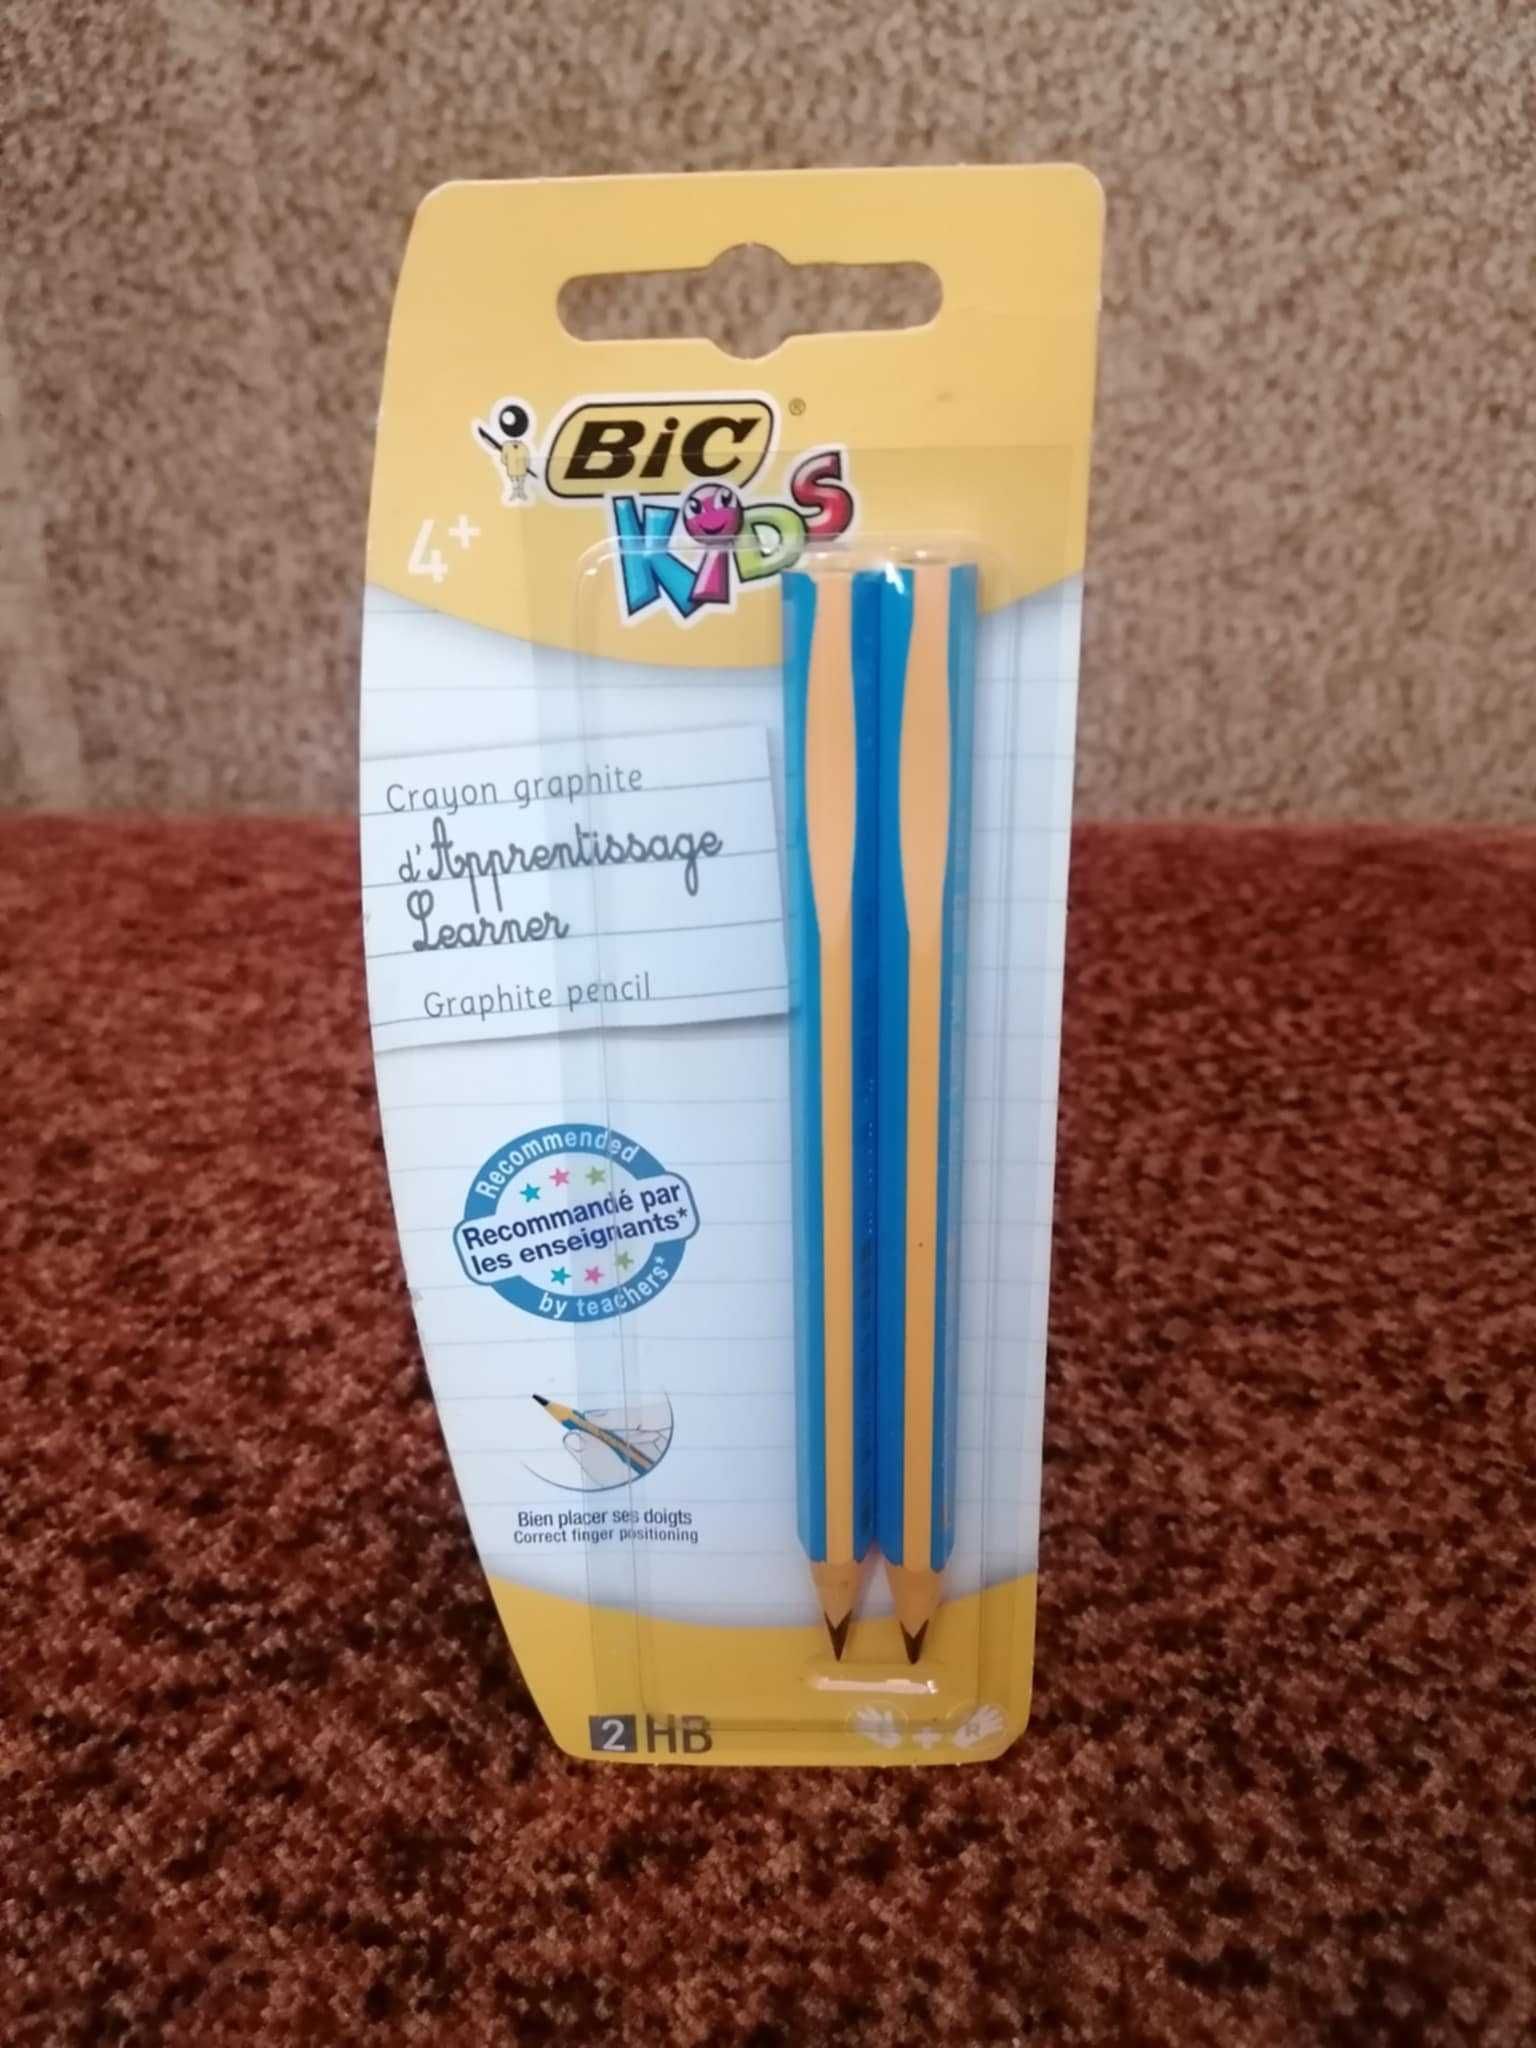 BiC®
KiDS
4+
Crayon graphite
d'Apprentissage
Learner
Graphite pencil
Recommended
Recommandé par
les enseignants*
by teachers*
Bien placer ses doigts
Correct finger positioning
2 HB
+ R